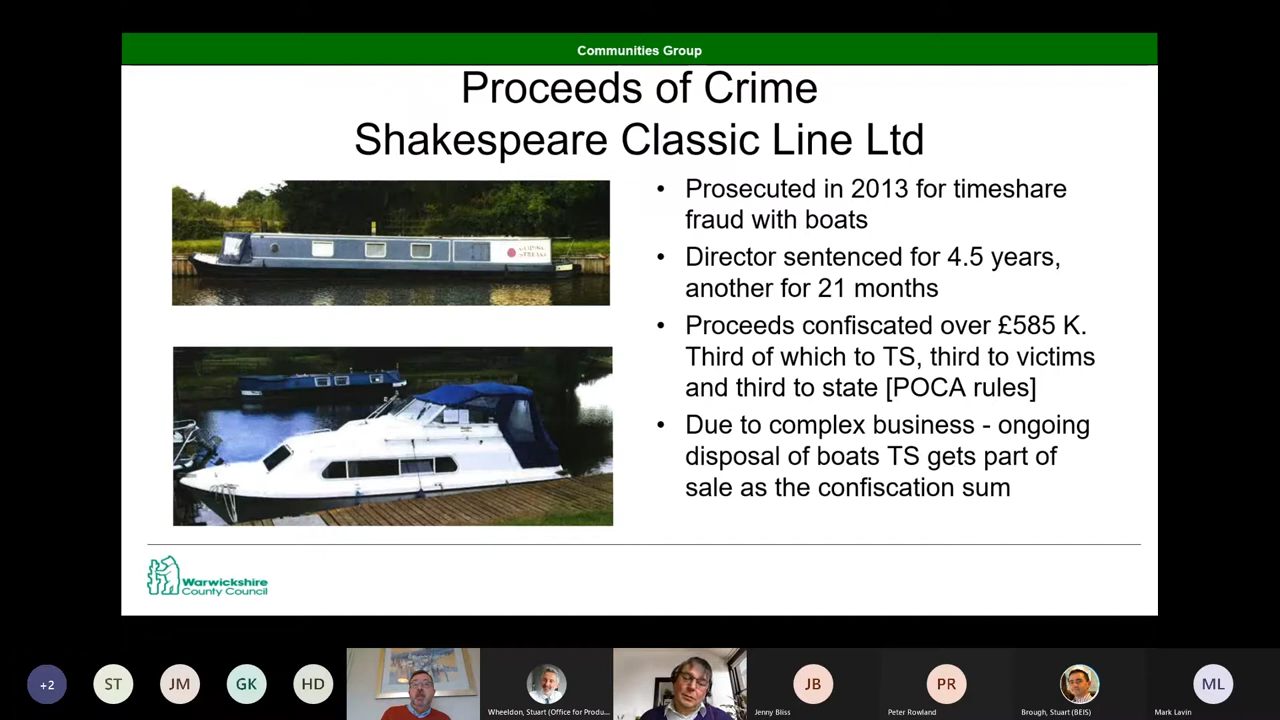 Communities Group
Proceeds of Crime
Shakespeare Classic Line Ltd
• Prosecuted in 2013 for timeshare
fraud with boats
• Director sentenced for 4.5 years,
another for 21 months
• Proceeds confiscated over £585 K.
Third of which to TS, third to victims
and third to state [POCA rules]
• Due to complex business - ongoing
disposal of boats TS gets part of
sale as the confiscation sum
Warwickshire
County Council
+2
ST
JM
GK
HD
JB
PR
ML
Wheeldon, Stuart (Office for Produ...
Jenny Bliss
Peter Rowland
Brough, Stuart (BEIS)
Mark Lavin